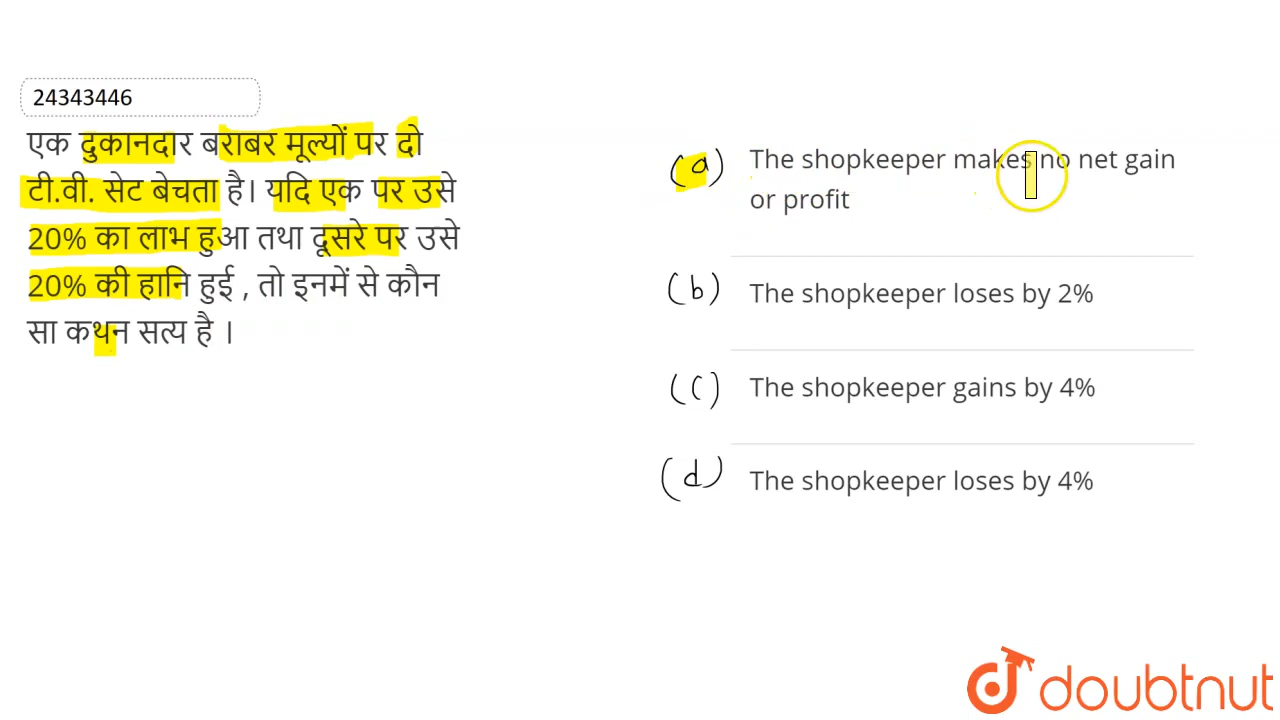 24343446
एक दुकानदार बराबर मूल्यों पर दो
टी.वी. सेट बेचता है। यदि एक पर उसे
20% का लाभ हुआ तथा दूसरे पर उसे
20% की हानि हुई , तो इनमें से कौन
सा कथन सत्य है ।
(a) The shopkeeper makes no net gain
or profit
(b) The shopkeeper loses by 2%
(c) The shopkeeper gains by 4%
(d) The shopkeeper loses by 4%
doubtnut